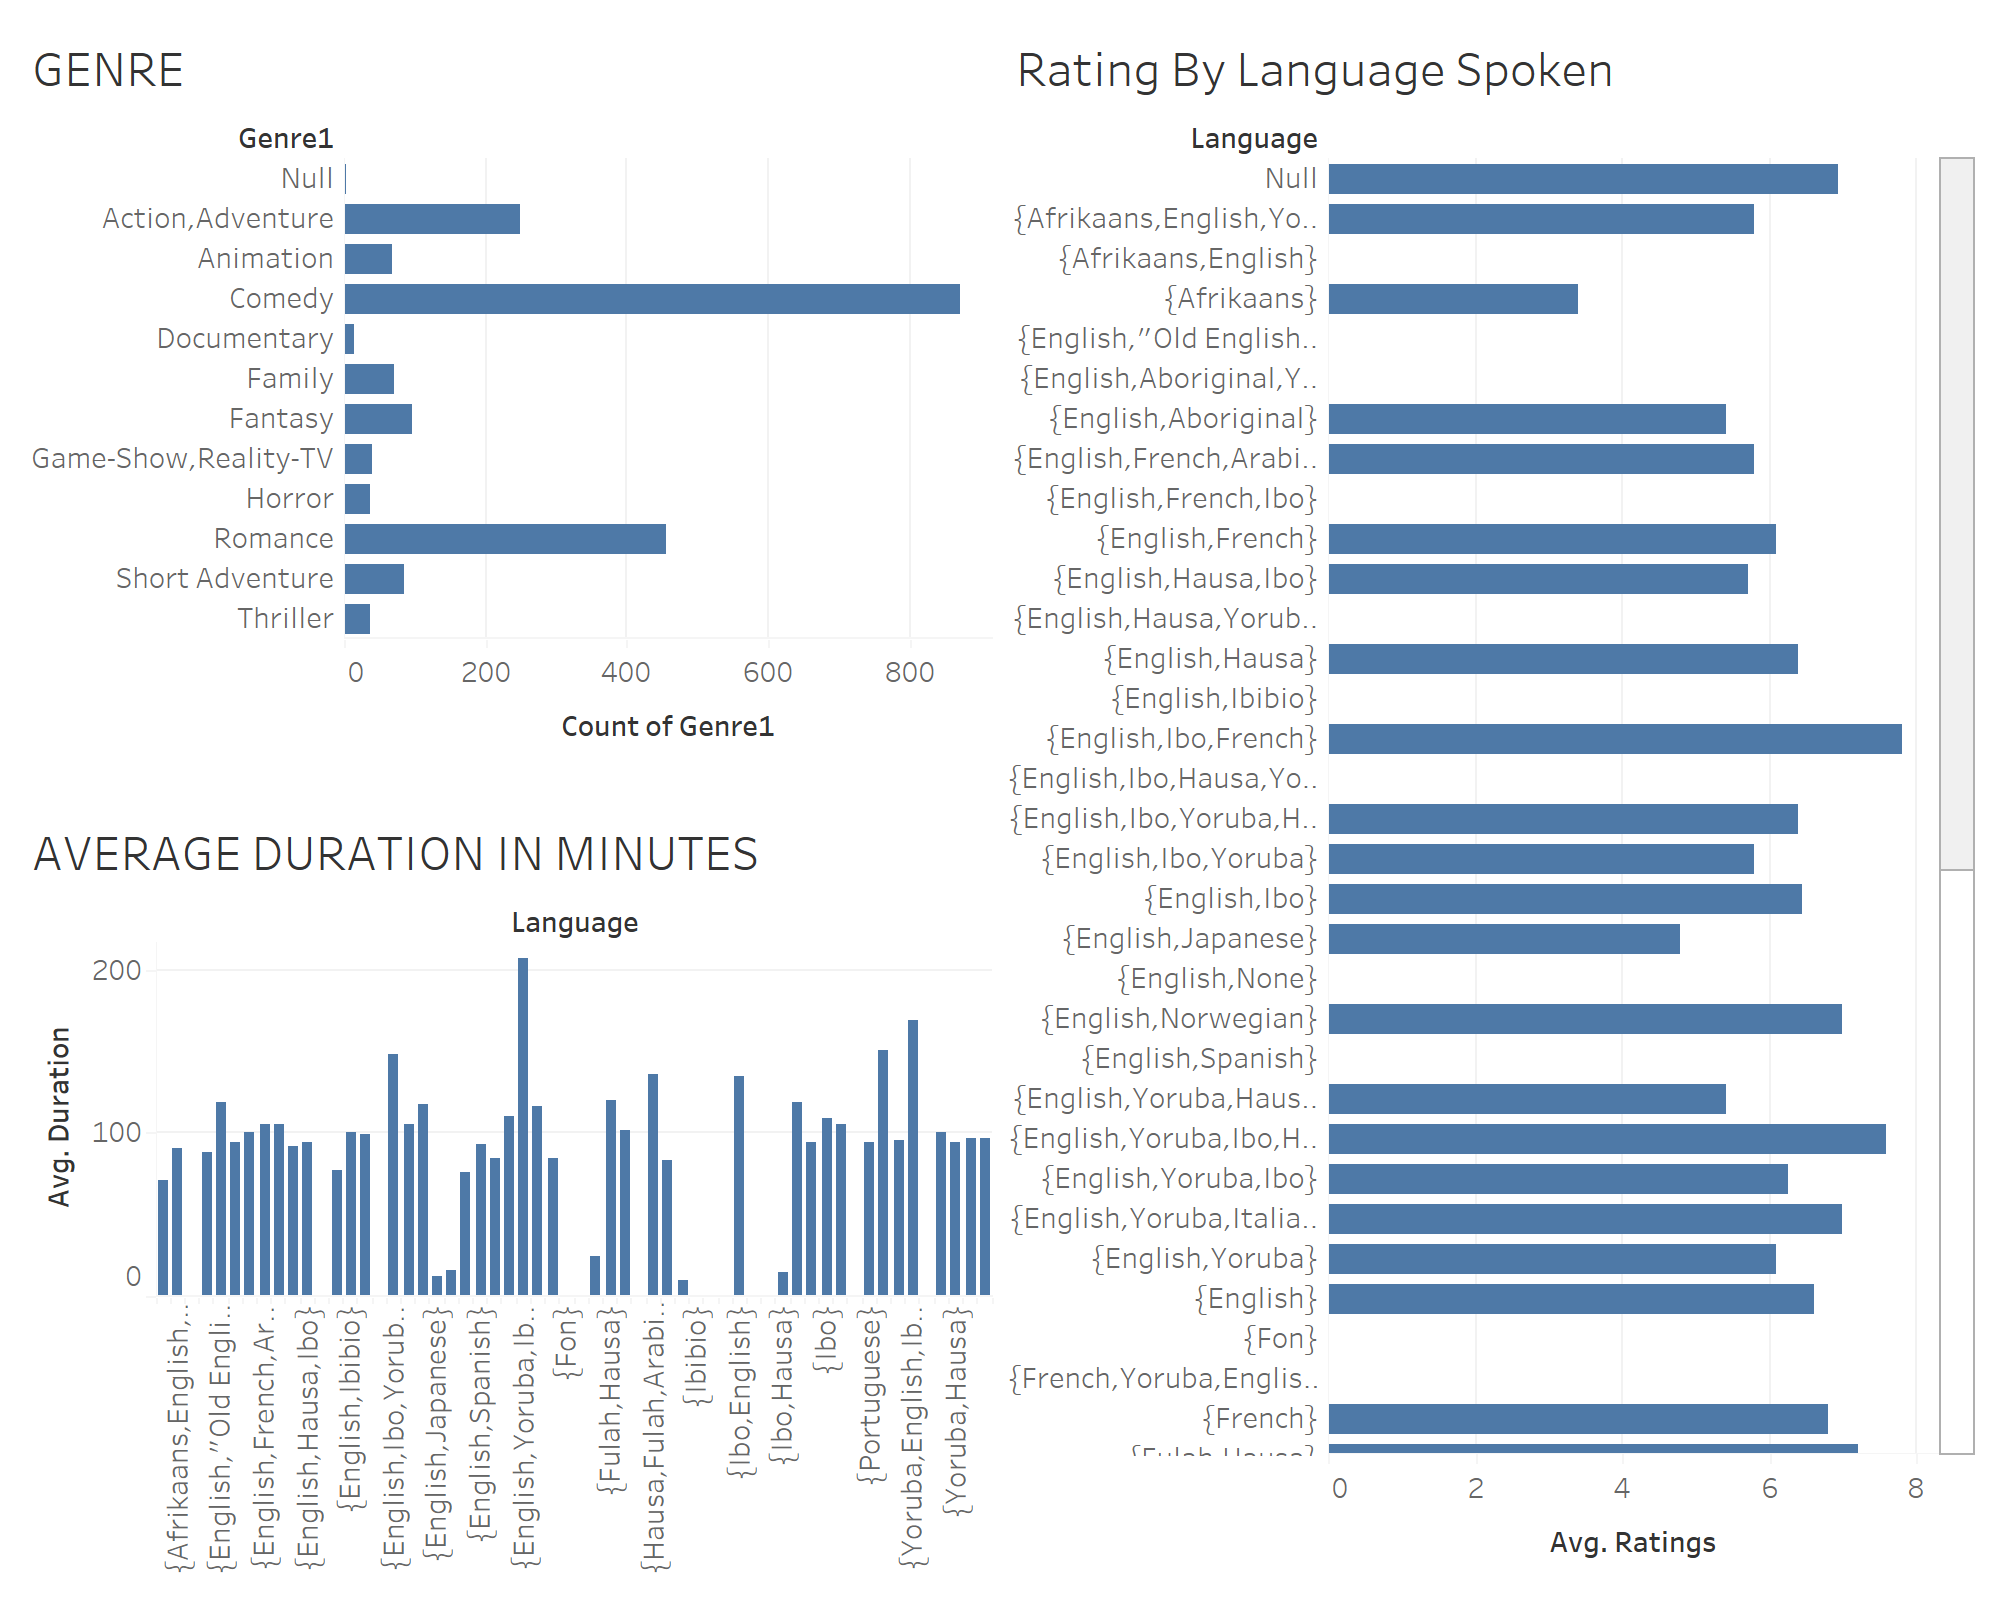 GENRE
Genre1
Null
Action,Adventure
Animation
Comedy
Documentary
Family
Fantasy
Game-Show,Reality-TV
Horror
Romance
Short Adventure
Thriller
0 200 400 600 800
Count of Genre1
AVERAGE DURATION IN MINUTES
Language
200
100
0
Avg. Duration
{Afrikaans,English,..
{English,"Old Engli..
{English,French,Ar..
{English,Hausa,Ibo}
{English,Ibibio}
{English,Ibo,Yorub..
{English,Japanese}
{English,Spanish}
{English,Yoruba,Ib..
{Fon}
{Fulah,Hausa}
{Hausa,Fulah,Arabi..
{Ibibio}
{Ibo,English}
{Ibo,Hausa}
{Ibo}
{Portuguese}
{Yoruba,English,Ib..
{Yoruba,Hausa}
Rating By Language Spoken
Language
Null
{Afrikaans,English,Yo..
{Afrikaans,English}
{Afrikaans}
{English,"Old English..
{English,Aboriginal,Y..
{English,Aboriginal}
{English,French,Arabi..
{English,French,Ibo}
{English,French}
{English,Hausa,Ibo}
{English,Hausa,Yorub..
{English,Hausa}
{English,Ibibio}
{English,Ibo,French}
{English,Ibo,Hausa,Yo..
{English,Ibo,Yoruba,H..
{English,Ibo,Yoruba}
{English,Ibo}
{English,Japanese}
{English,None}
{English,Norwegian}
{English,Spanish}
{English,Yoruba,Haus..
{English,Yoruba,Ibo,H..
{English,Yoruba,Ibo}
{English,Yoruba,Italia..
{English,Yoruba}
{English}
{Fon}
{French,Yoruba,Englis..
{French}
{Fulah,Hausa}
0 2 4 6 8
Avg. Ratings